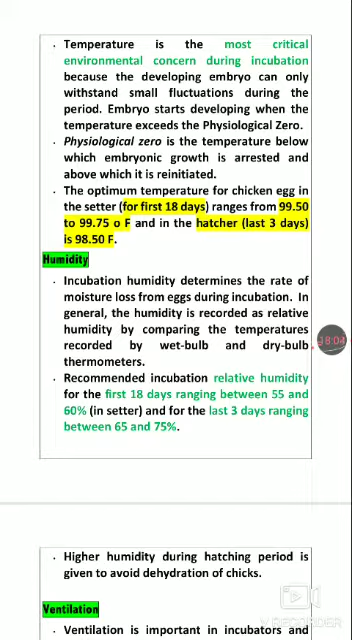 · Temperature is the most critical
environmental concern during incubation
because the developing embryo can only
withstand small fluctuations during the
period. Embryo starts developing when the
temperature exceeds the Physiological Zero.
· Physiological zero is the temperature below
which embryonic growth is arrested and
above which it is reinitiated.
· The optimum temperature for chicken egg in
the setter (for first 18 days) ranges from 99.50
to 99.75 o F and in the hatcher (last 3 days)
is 98.50 F.
Humidity
· Incubation humidity determines the rate of
moisture loss from eggs during incubation. In
general, the humidity is recorded as relative
humidity by comparing the temperatures
recorded by wet-bulb and dry-bulb
thermometers.
18:04
· Recommended incubation relative humidity
for the first 18 days ranging between 55 and
60% (in setter) and for the last 3 days ranging
between 65 and 75%.
· Higher humidity during hatching period is
given to avoid dehydration of chicks.
Ventilation
V RECORDER
· Ventilation is important in incubators and